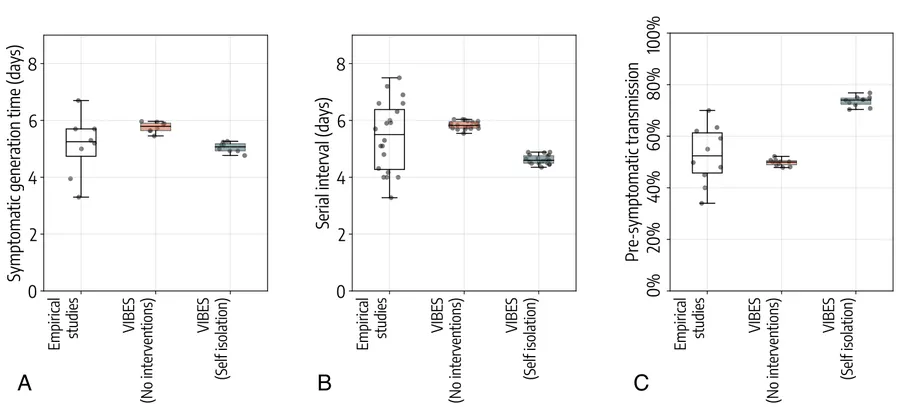 Symptomatic generation time (days)
8
6
4
2
0
Empirical
studies
VIBES
(No interventions)
VIBES
(Self isolation)
A
Serial interval (days)
8
6
4
2
0
Empirical
studies
VIBES
(No interventions)
VIBES
(Self isolation)
B
Pre-symptomatic transmission
100%
80%
60%
40%
20%
0%
Empirical
studies
VIBES
(No interventions)
VIBES
(Self isolation)
C